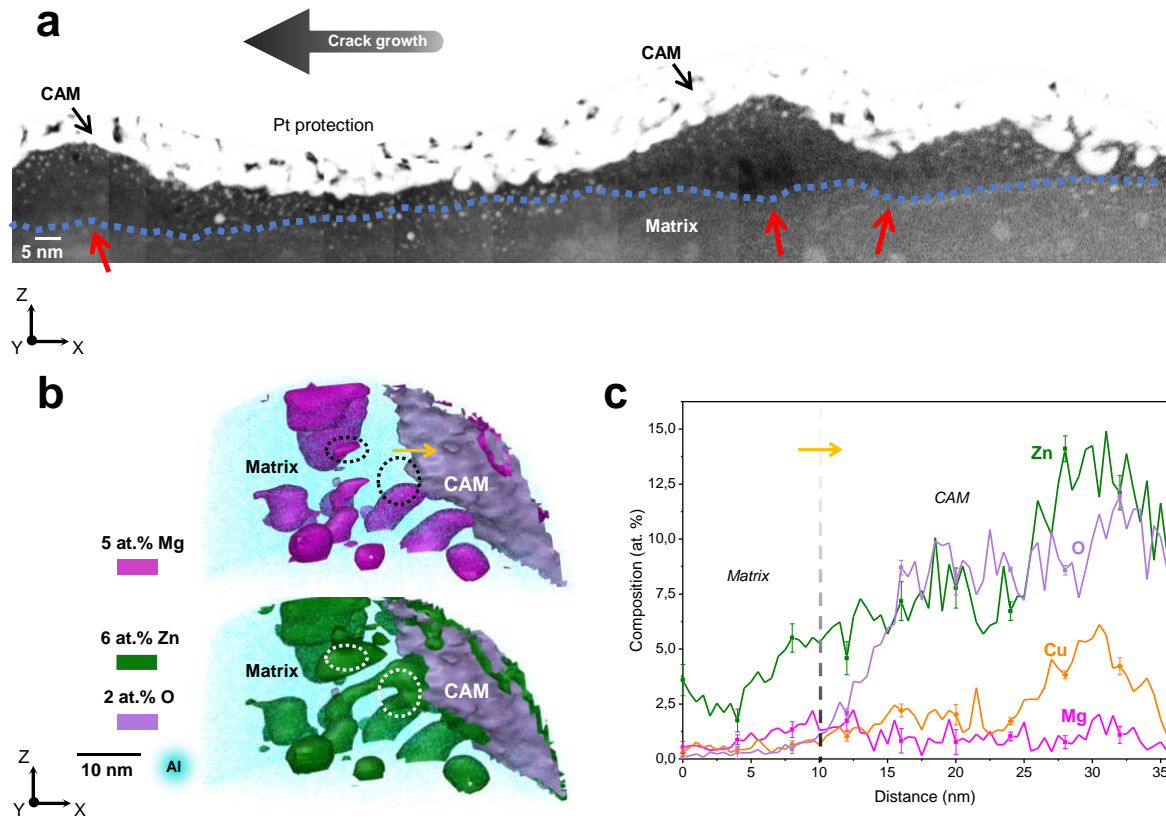 a
Crack growth
CAM
CAM
Pt protection
Matrix
5 nm
Z
Y
X
b
Matrix
CAM
5 at.% Mg
6 at.% Zn
Matrix
CAM
2 at.% O
10 nm
Al
Z
Y
X
c
15,0
12,5
10,0
7,5
5,0
2,5
0,0
Composition (at. %)
Zn
CAM
O
Matrix
Cu
Mg
0
5
10
15
20
25
30
35
Distance (nm)